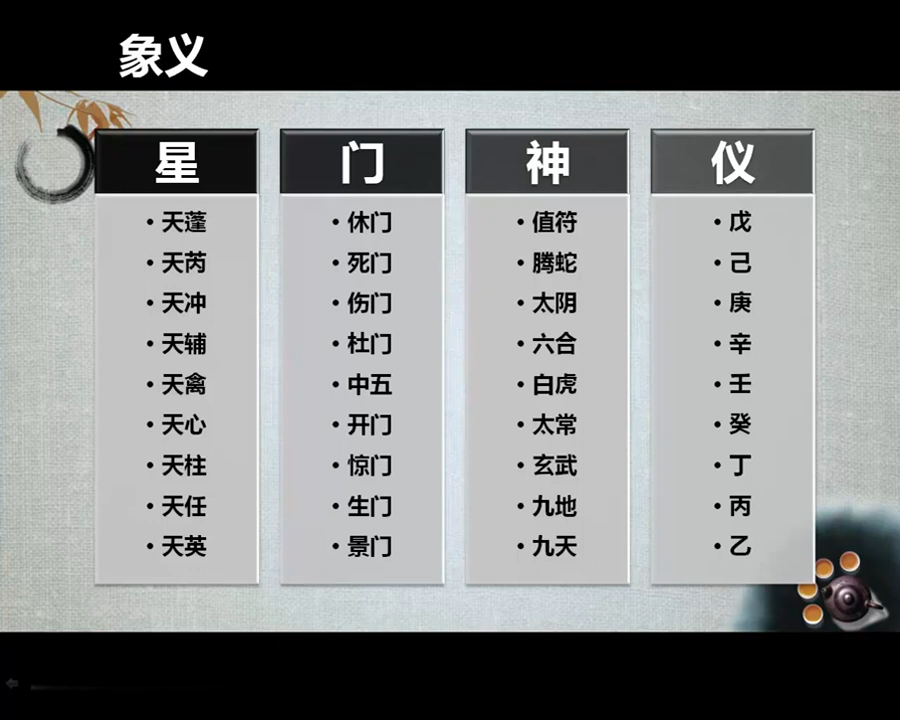 象义
星
• 天蓬
• 天芮
• 天冲
• 天辅
• 天禽
• 天心
• 天柱
• 天任
• 天英
门
• 休门
• 死门
• 伤门
• 杜门
• 中五
• 开门
• 惊门
• 生门
• 景门
神
• 值符
• 腾蛇
• 太阴
• 六合
• 白虎
• 太常
• 玄武
• 九地
• 九天
仪
• 戊
• 己
• 庚
• 辛
• 壬
• 癸
• 丁
• 丙
• 乙